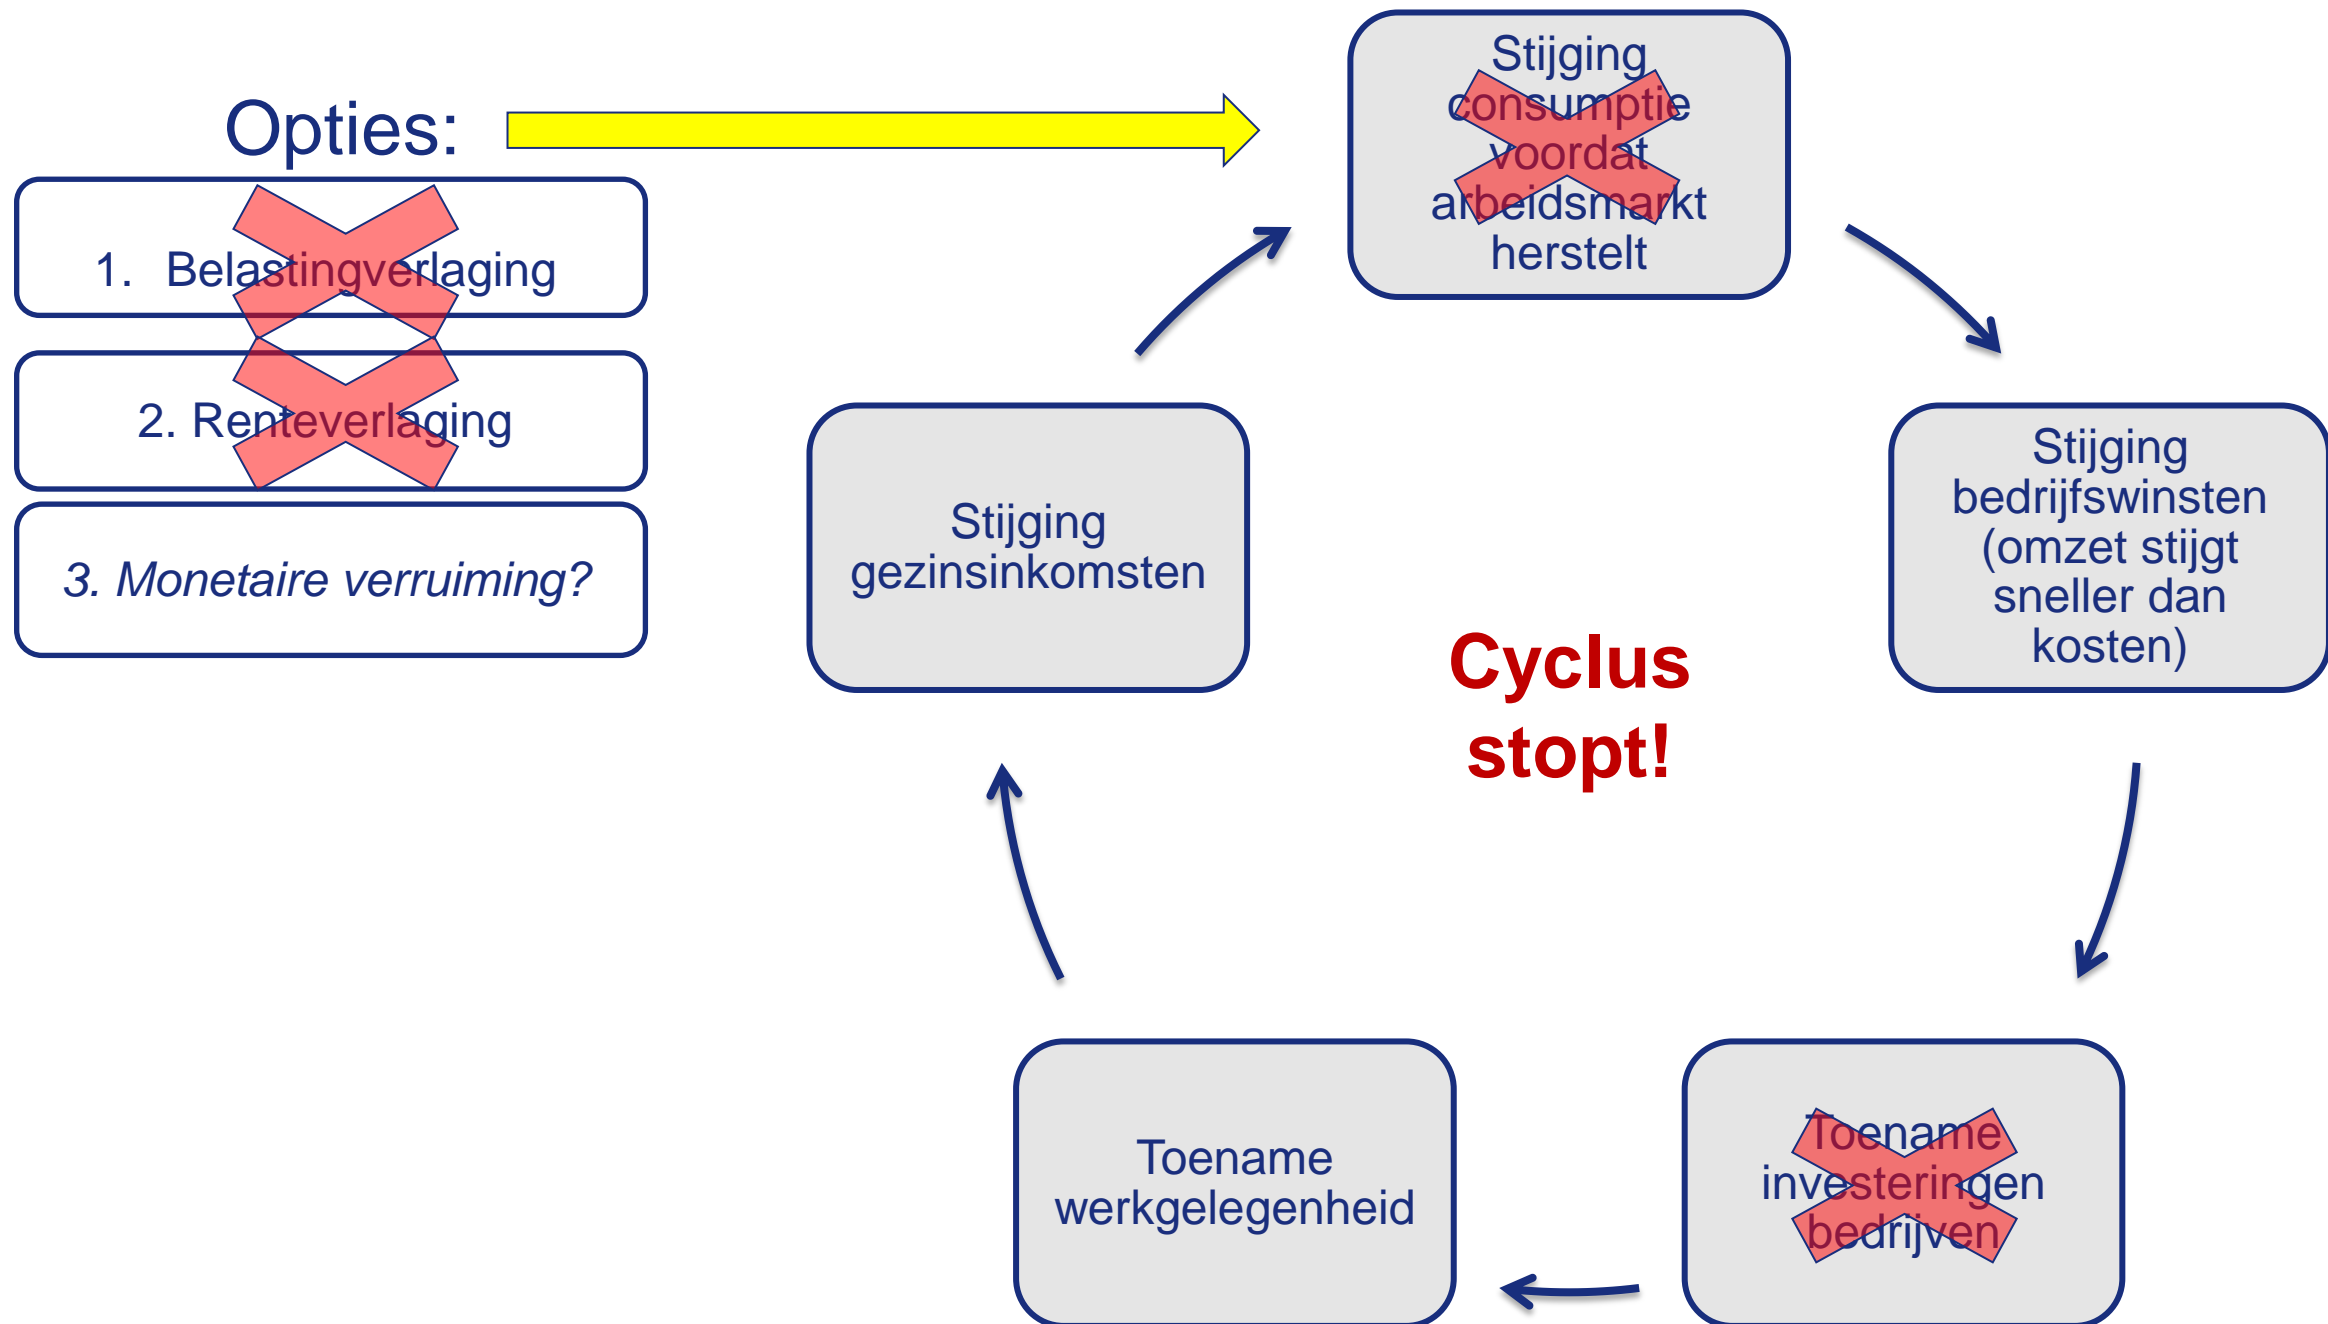 Opties:
1. Belastingverlaging
2. Renteverlaging
3. Monetaire verruiming?
Stijging
consumptie
voordat
arbeidsmarkt
herstelt
Stijging
bedrijfswinsten
(omzet stijgt
sneller dan
kosten)
Toename
investeringen
bedrijven
Toename
werkgelegenheid
Stijging
gezinsinkomsten
Cyclus
stopt!